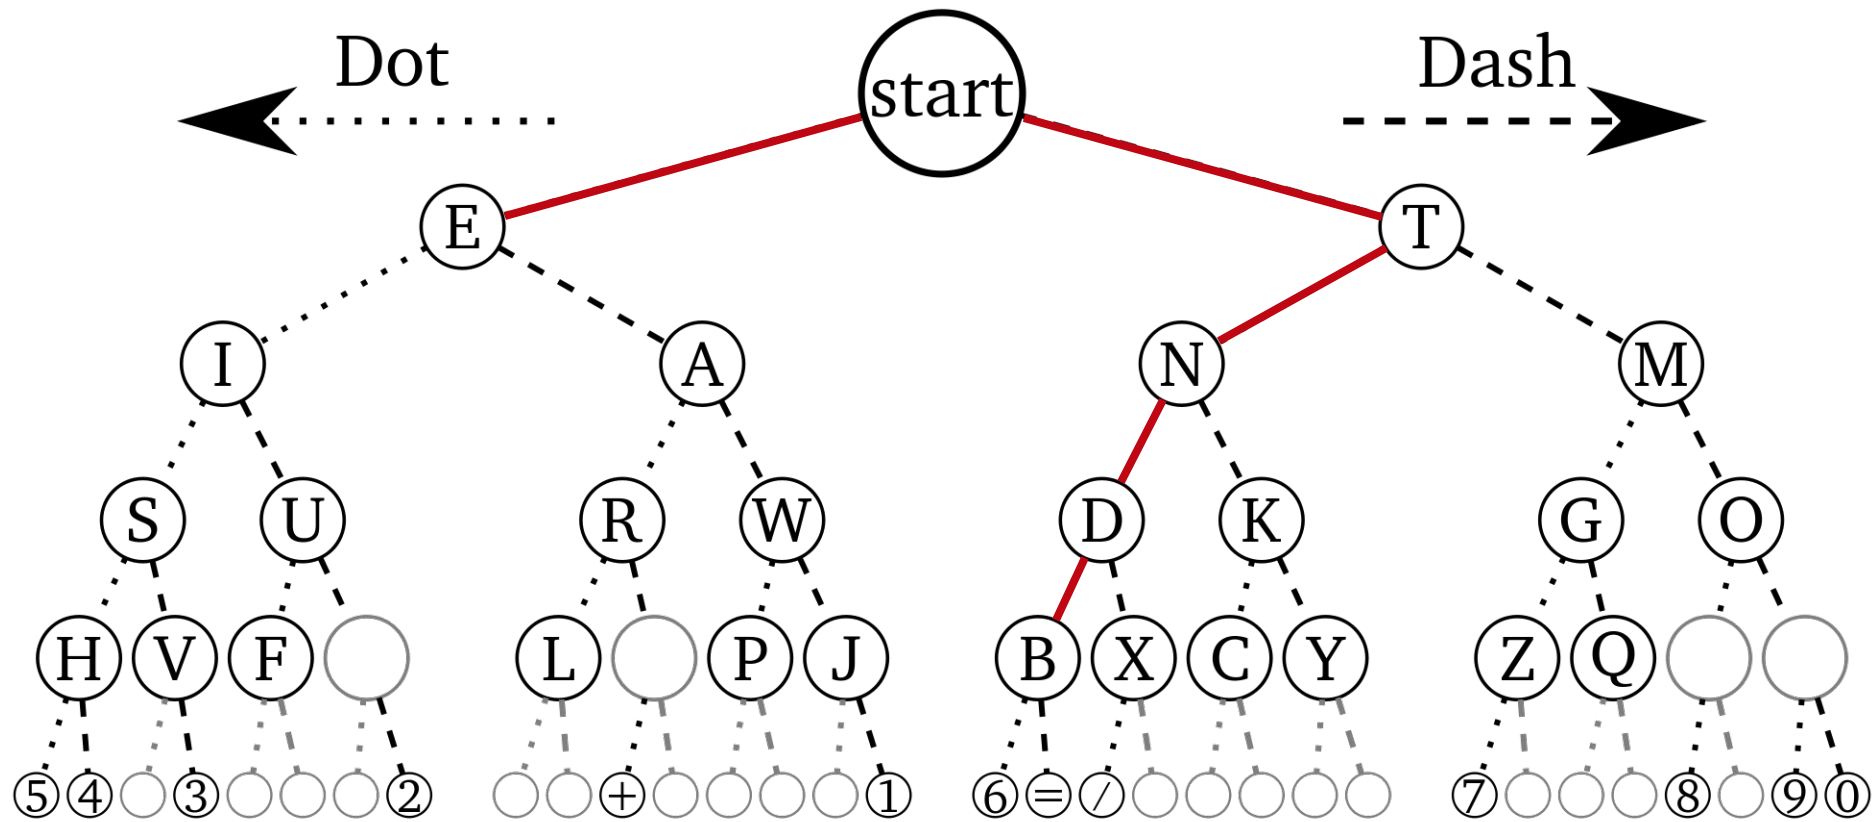 Dot
start
Dash
E T
I A N M
S U R W D K G O
H V F L P J B X C Y Z Q
5 4 3 2 + 1 6 = / 7 8 9 0